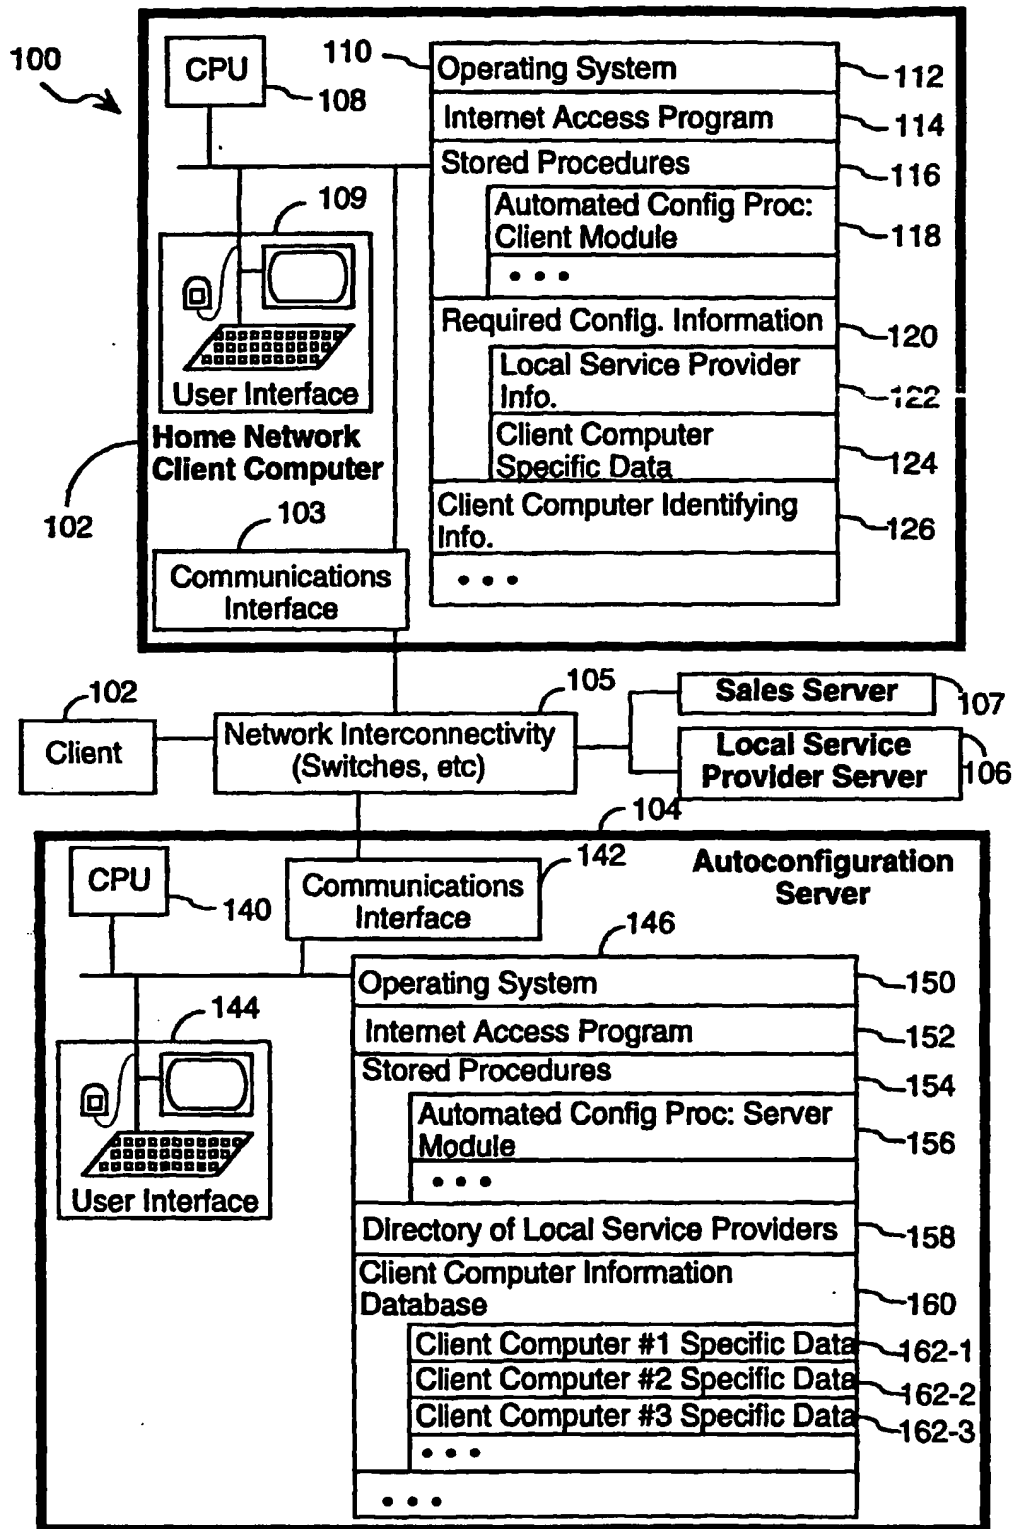 100
CPU
108
110
Operating System
112
Internet Access Program
114
Stored Procedures
116
Automated Config Proc:
Client Module
118
• • •
109
User Interface
Required Config. Information
120
Local Service Provider
Info.
122
Client Computer
Specific Data
124
Home Network
Client Computer
102
Client Computer Identifying
Info.
126
• • •
103
Communications
Interface
102
Client
105
Network Interconnectivity
(Switches, etc)
Sales Server
107
Local Service
Provider Server
106
104
Autoconfiguration
Server
CPU
140
142
Communications
Interface
146
Operating System
150
Internet Access Program
152
Stored Procedures
154
Automated Config Proc: Server
Module
156
• • •
144
User Interface
Directory of Local Service Providers
158
Client Computer Information
Database
160
Client Computer #1 Specific Data
162-1
Client Computer #2 Specific Data
162-2
Client Computer #3 Specific Data
162-3
• • •
• • •